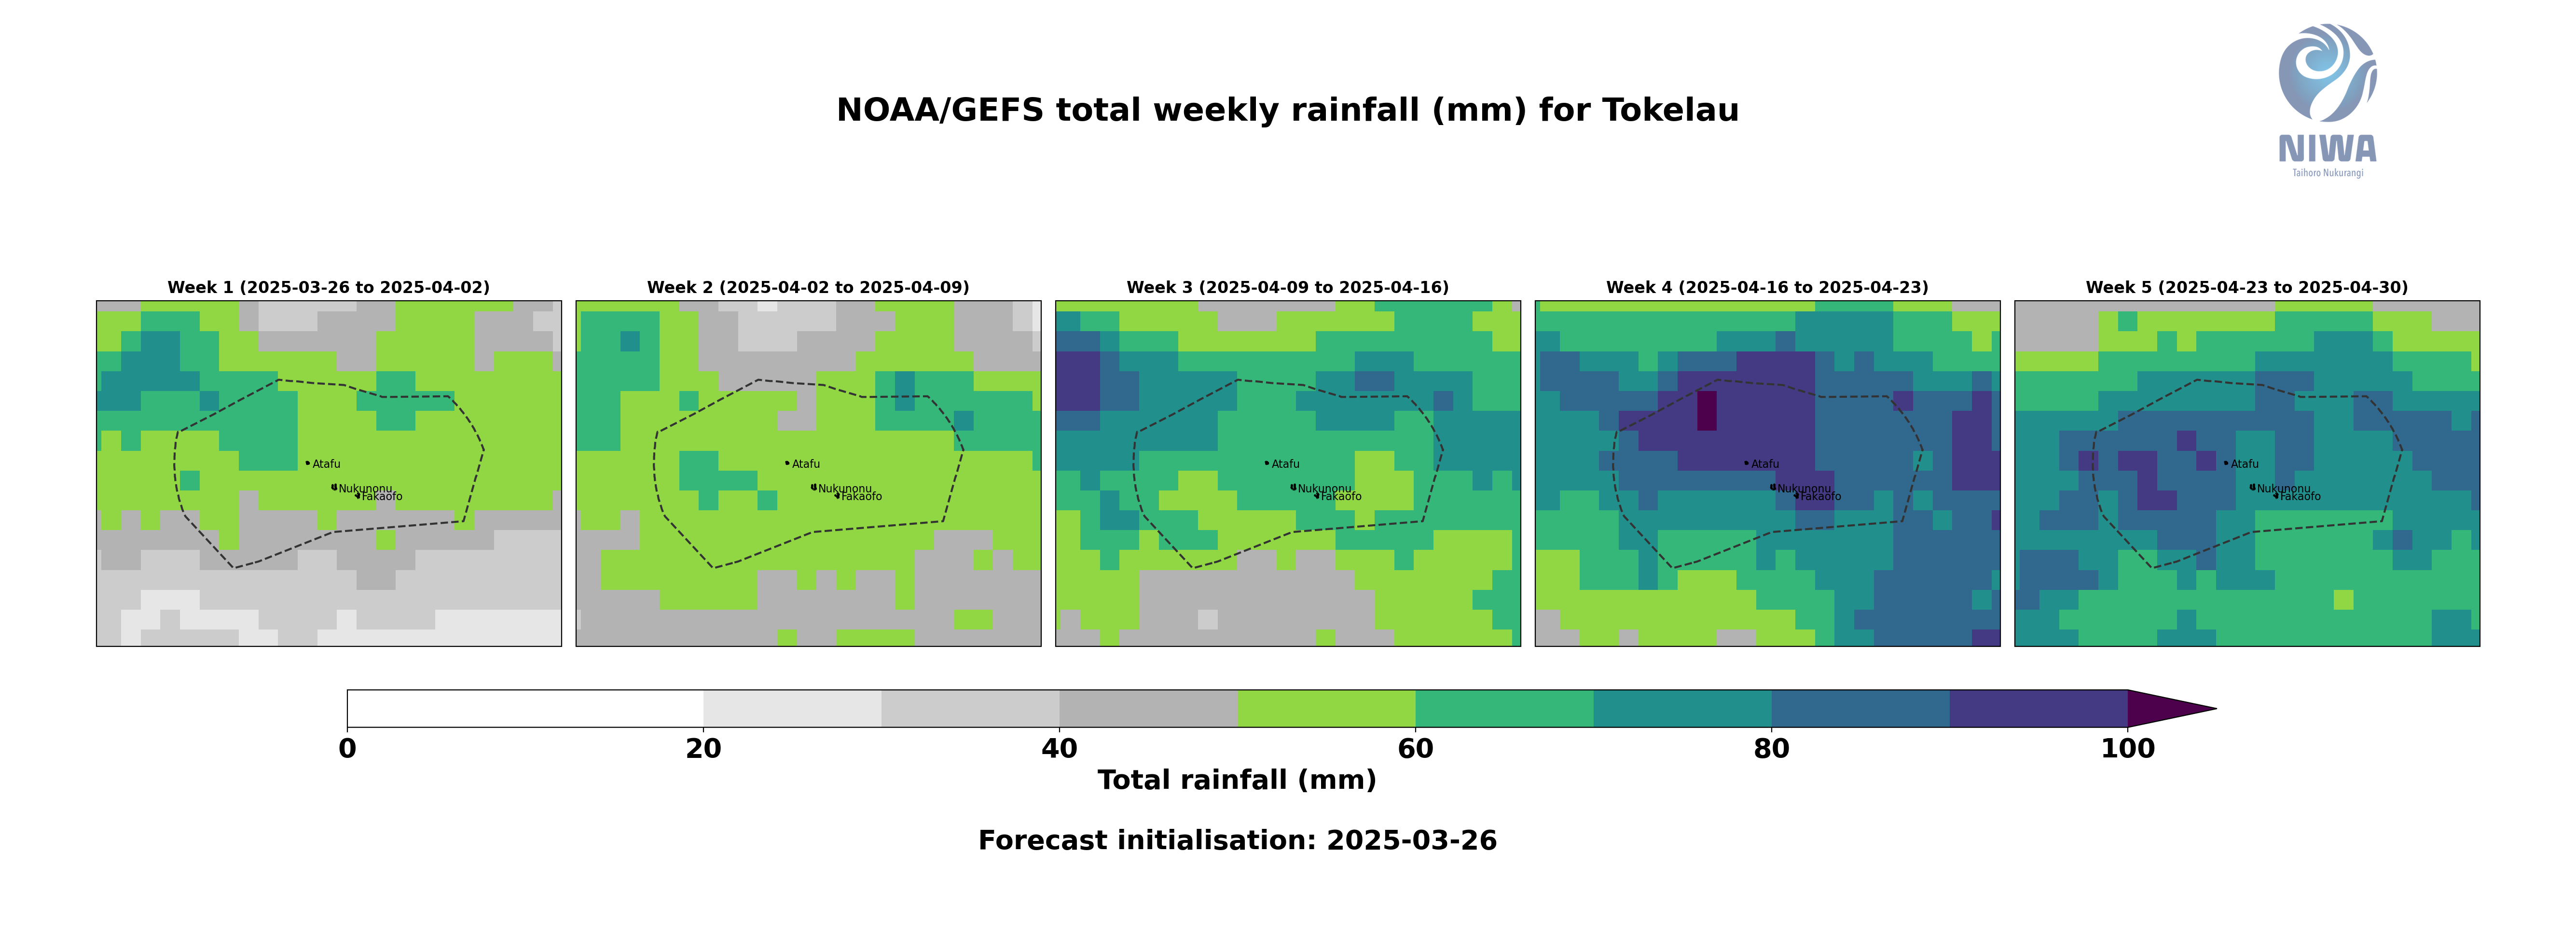 NOAA/GEFS total weekly rainfall (mm) for Tokelau
NIWA
Taihoro Nukurangi
Week 1 (2025-03-26 to 2025-04-02)
Week 2 (2025-04-02 to 2025-04-09)
Week 3 (2025-04-09 to 2025-04-16)
Week 4 (2025-04-16 to 2025-04-23)
Week 5 (2025-04-23 to 2025-04-30)
Atafu
Nukunonu
Fakaofo
Atafu
Nukunonu
Fakaofo
Atafu
Nukunonu
Fakaofo
Atafu
Nukunonu
Fakaofo
Atafu
Nukunonu
Fakaofo
0 20 40 60 80 100
Total rainfall (mm)
Forecast initialisation: 2025-03-26